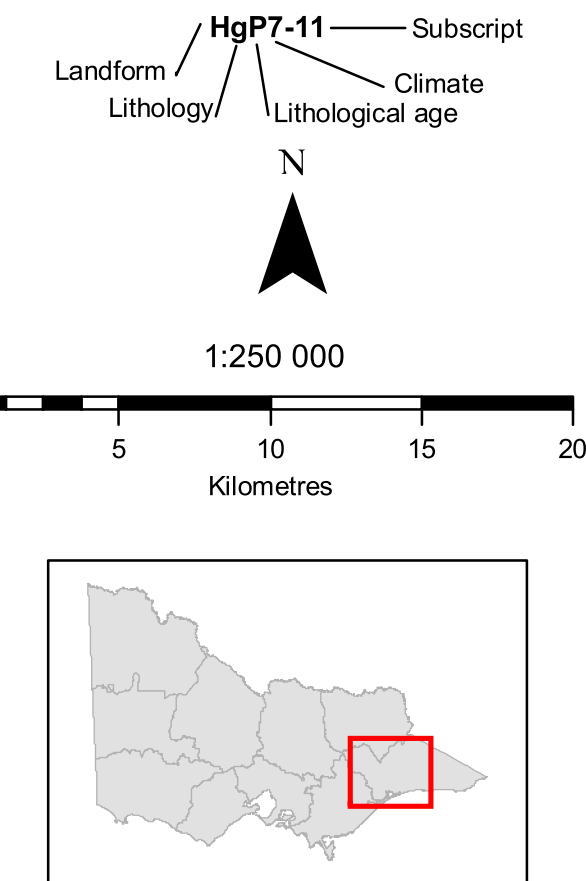 HgP7-11
Subscript
Landform
Climate
Lithology
Lithological age
N
1:250 000
5 10 15 20
Kilometres